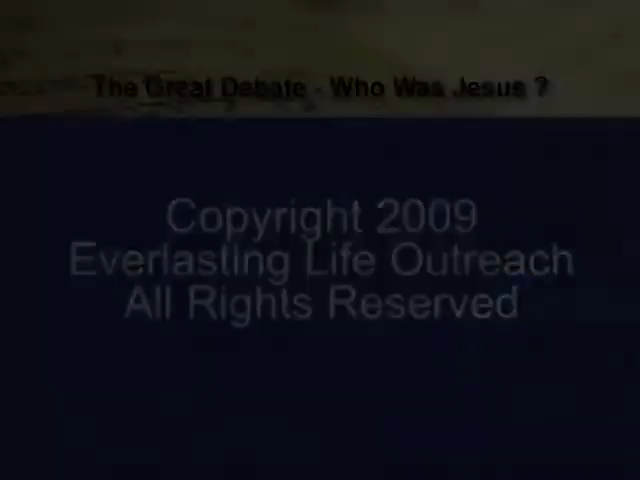 The Great Debate - Who Was Jesus ?
Copyright 2009
Everlasting Life Outreach
All Rights Reserved